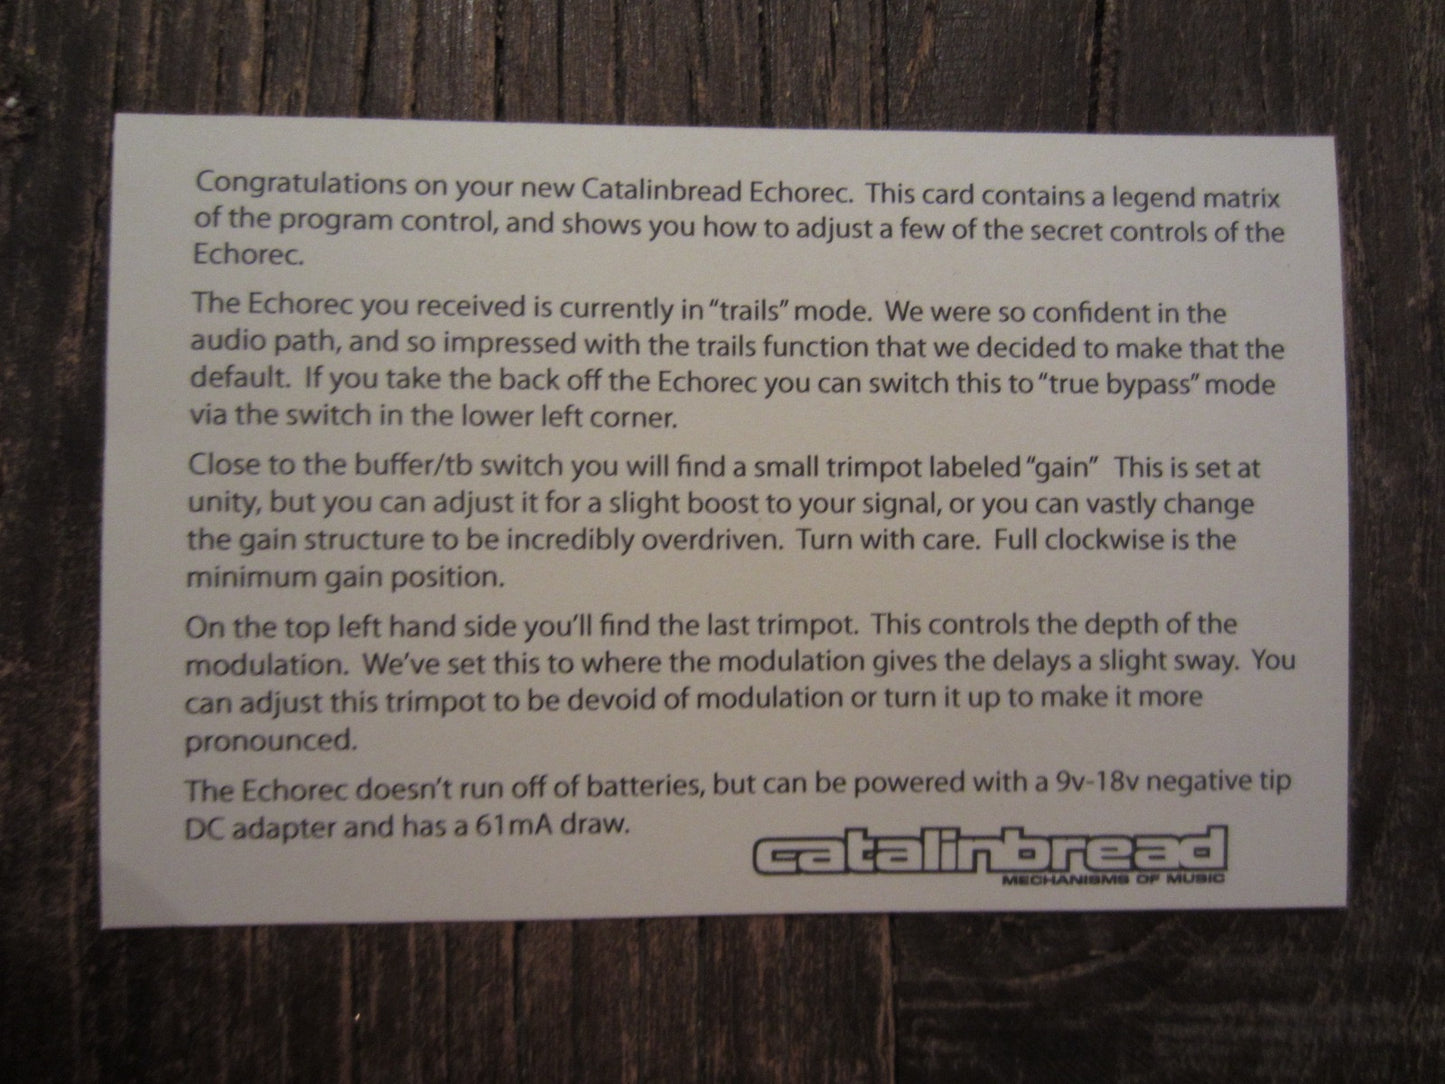 Congratulations on your new Catalinbread Echorec.  This card contains a legend matrix
of the program control, and shows you how to adjust a few of the secret controls of the
Echorec.
The Echorec you received is currently in “trails” mode.  We were so confident in the
audio path, and so impressed with the trails function that we decided to make that the
default.  If you take the back off the Echorec you can switch this to “true bypass” mode
via the switch in the lower left corner.
Close to the buffer/tb switch you will find a small trimpot labeled “gain”  This is set at
unity, but you can adjust it for a slight boost to your signal, or you can vastly change
the gain structure to be incredibly overdriven.  Turn with care.  Full clockwise is the
minimum gain position.
On the top left hand side you’ll find the last trimpot.  This controls the depth of the
modulation.  We’ve set this to where the modulation gives the delays a slight sway.  You
can adjust this trimpot to be devoid of modulation or turn it up to make it more
pronounced.
The Echorec doesn’t run off of batteries, but can be powered with a 9v-18v negative tip
DC adapter and has a 61mA draw.
catalinbread
MECHANISMS OF MUSIC